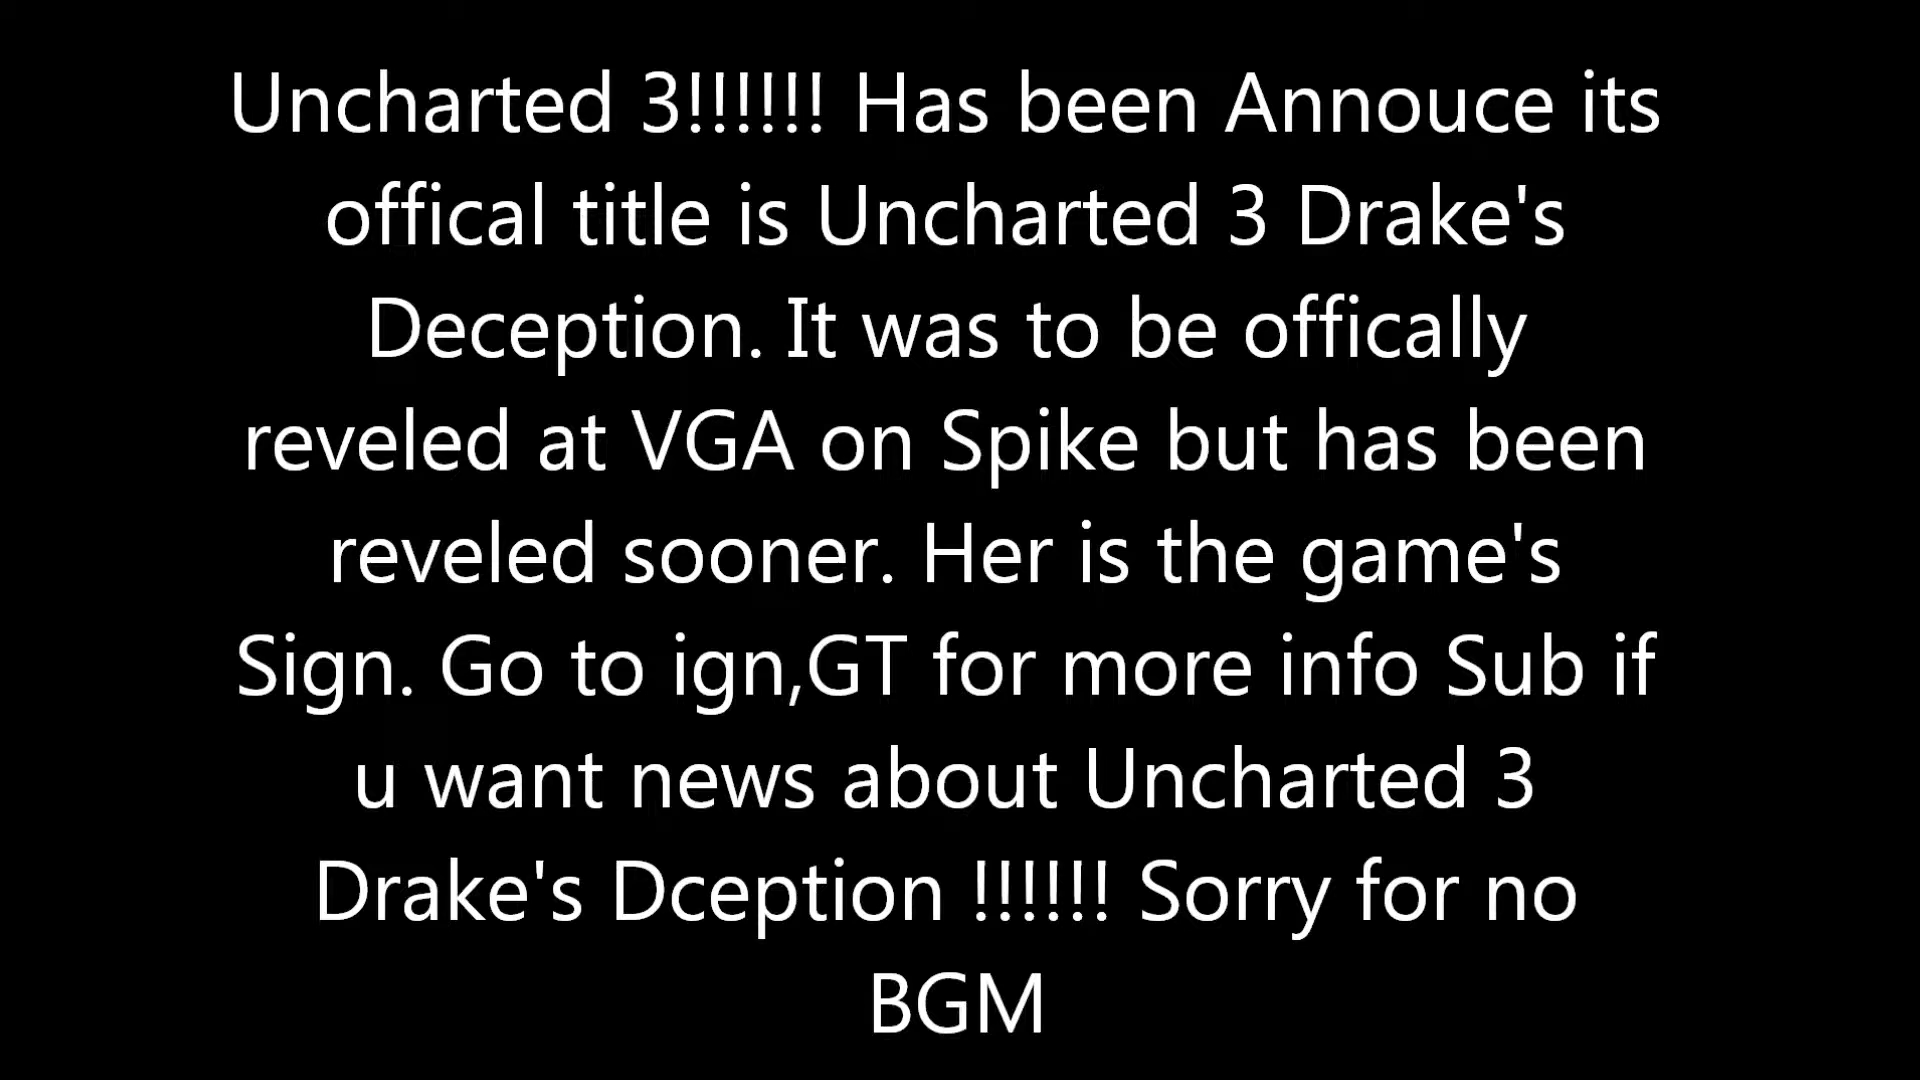 Uncharted 3!!!!!! Has been Annouce its
offical title is Uncharted 3 Drake's
Deception. It was to be offically
reveled at VGA on Spike but has been
reveled sooner. Her is the game's
Sign. Go to ign,GT for more info Sub if
u want news about Uncharted 3
Drake's Dception !!!!!! Sorry for no
BGM